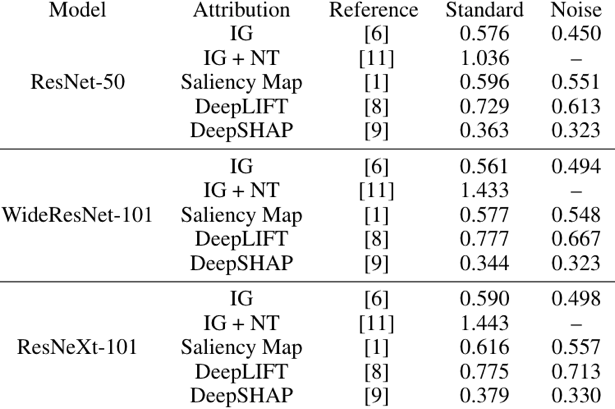 Model Attribution Reference Standard Noise
IG [6] 0.576 0.450
IG + NT [11] 1.036 –
ResNet-50 Saliency Map [1] 0.596 0.551
DeepLIFT [8] 0.729 0.613
DeepSHAP [9] 0.363 0.323
IG [6] 0.561 0.494
IG + NT [11] 1.433 –
WideResNet-101 Saliency Map [1] 0.577 0.548
DeepLIFT [8] 0.777 0.667
DeepSHAP [9] 0.344 0.323
IG [6] 0.590 0.498
IG + NT [11] 1.443 –
ResNeXt-101 Saliency Map [1] 0.616 0.557
DeepLIFT [8] 0.775 0.713
DeepSHAP [9] 0.379 0.330